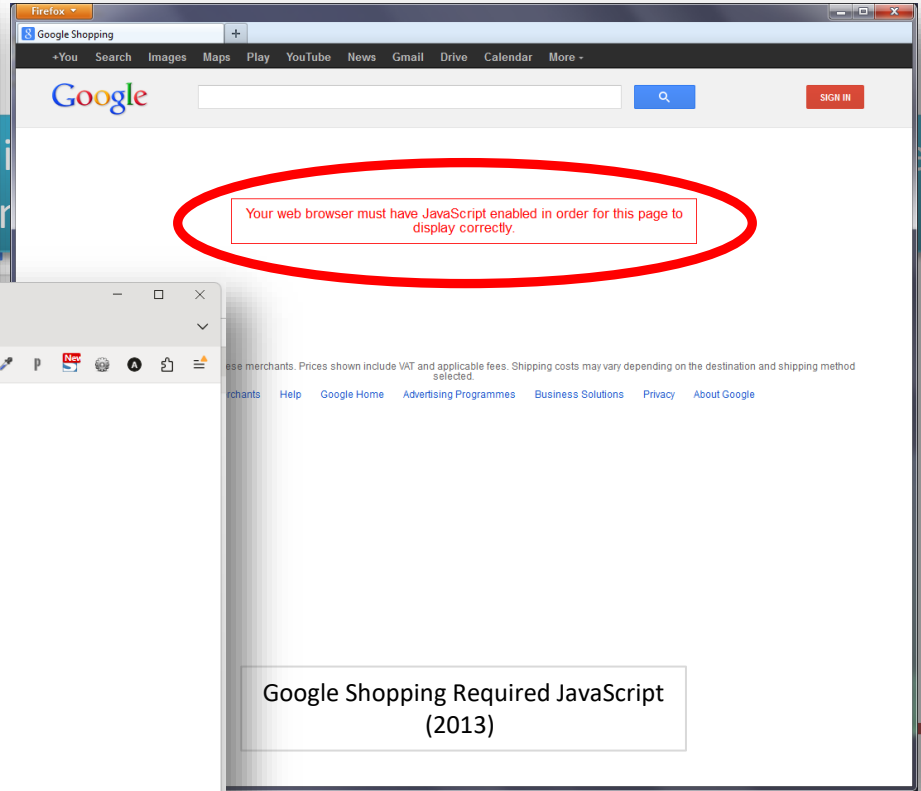 Firefox
Google Shopping
+You Search Images Maps Play YouTube News Gmail Drive Calendar More
Google
SIGN IN
Your web browser must have JavaScript enabled in order for this page to
display correctly.
New
merchants. Prices shown include VAT and applicable fees. Shipping costs may vary depending on the destination and shipping method
selected.
Help Google Home Advertising Programmes Business Solutions Privacy About Google
Google Shopping Required JavaScript
(2013)